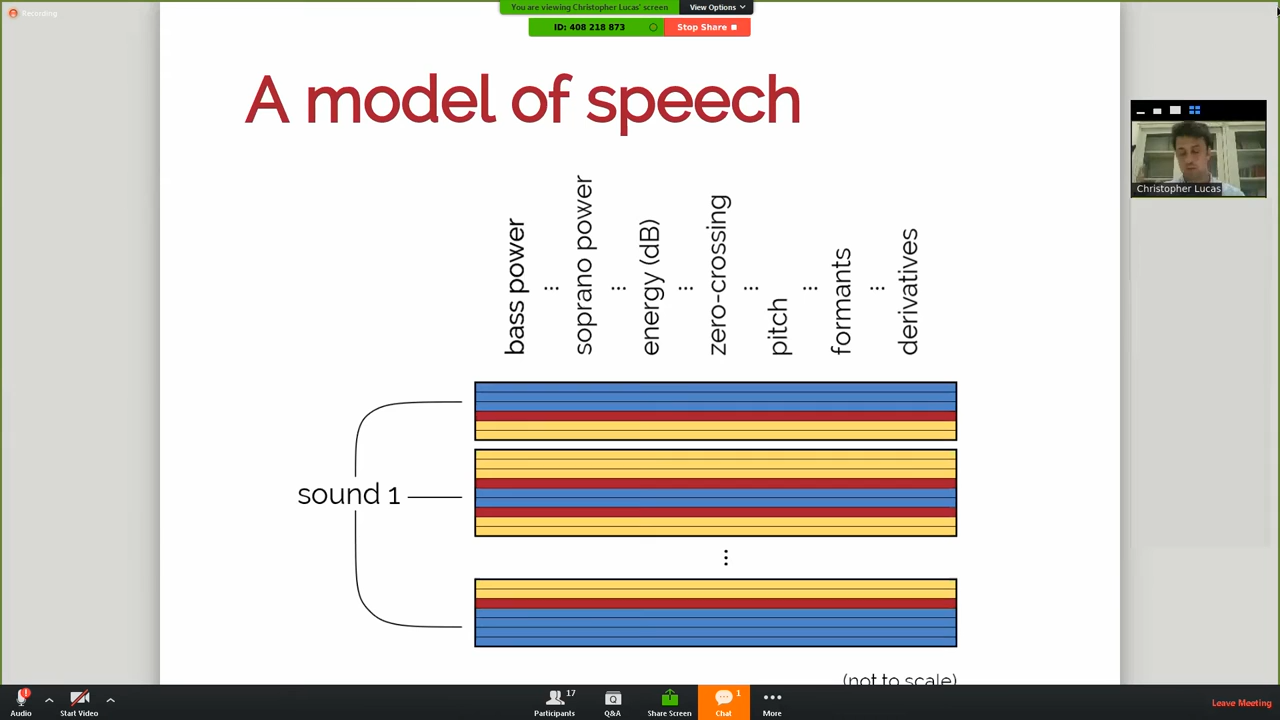 Recording
You are viewing Christopher Lucas' screen
View Options
ID: 408 218 873
Stop Share
A model of speech
bass power
...
soprano power
...
energy (dB)
...
zero-crossing
...
pitch
...
formants
...
derivatives
Christopher Lucas
sound 1
...
(not to scale)
Audio
Start Video
Participants
17
Q&A
Share Screen
Chat
1
More
Leave Meeting